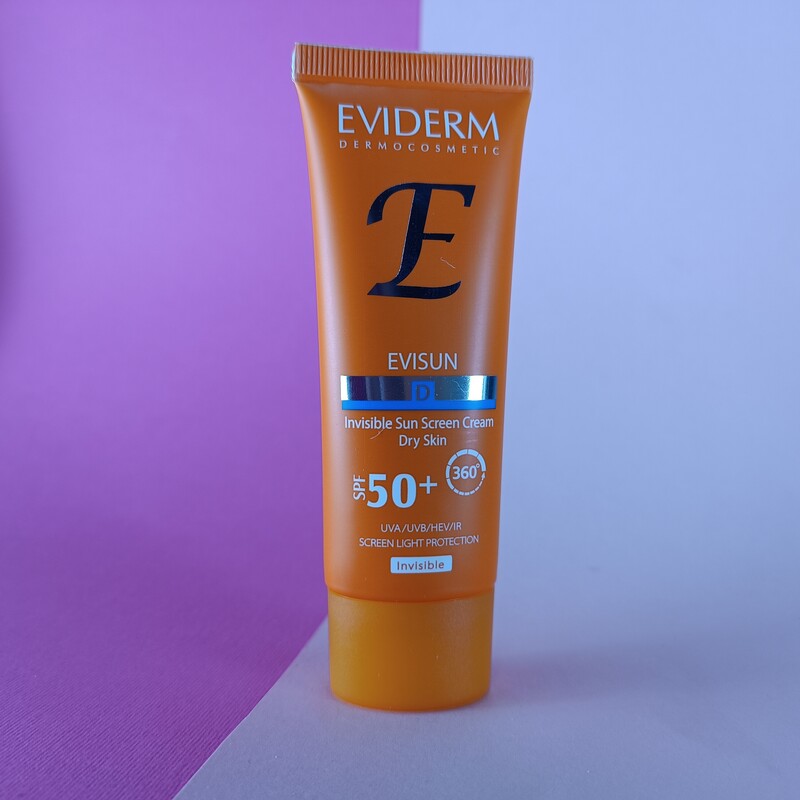 EVIDERM
DERMOCOSMETIC
E
EVISUN
D
Invisible Sun Screen Cream
Dry Skin
SPF 50+ 360°
UVA/UVB/HEV/IR
SCREEN LIGHT PROTECTION
Invisible